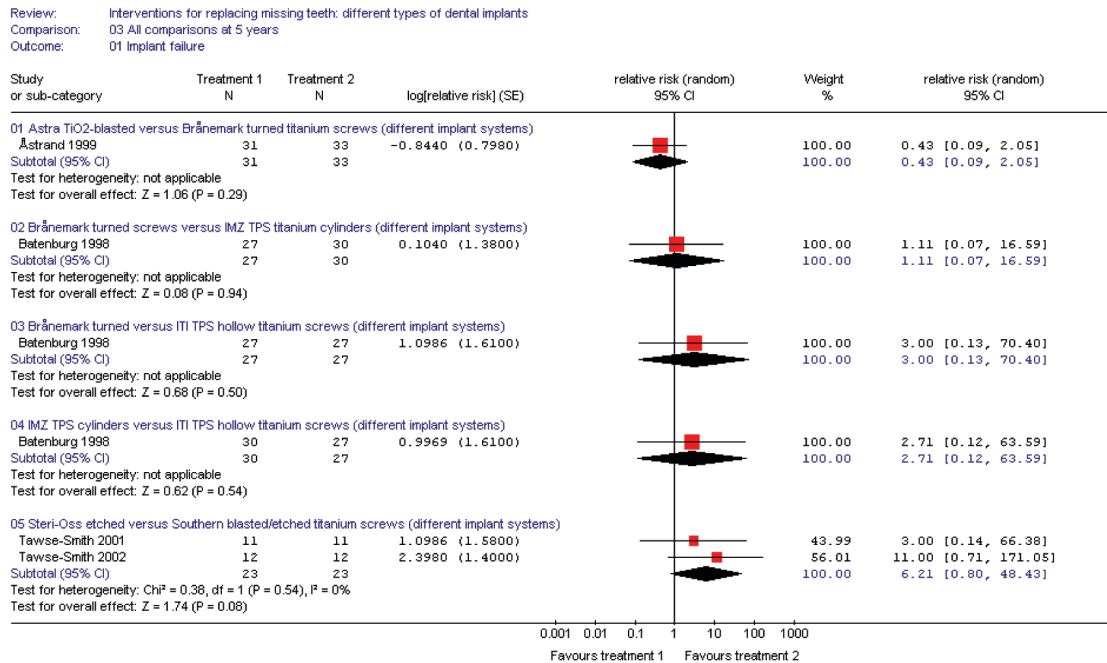 Review: Interventions for replacing missing teeth: different types of dental implants
Comparison: 03 All comparisons at 5 years
Outcome: 01 Implant failure
Study Treatment 1 Treatment 2 relative risk (random) Weight relative risk (random)
or sub-category N N log[relative risk] (SE) 95% CI % 95% CI
01 Astra TiO2-blasted versus Brånemark turned titanium screws (different implant systems)
Åstrand 1999 31 33 -0.8440 (0.7980) 100.00 0.43 [0.09, 2.05]
Subtotal (95% CI) 31 33 100.00 0.43 [0.09, 2.05]
Test for heterogeneity: not applicable
Test for overall effect: Z = 1.06 (P = 0.29)
02 Brånemark turned screws versus IMZ TPS titanium cylinders (different implant systems)
Batenburg 1998 27 30 0.1040 (1.3800) 100.00 1.11 [0.07, 16.59]
Subtotal (95% CI) 27 30 100.00 1.11 [0.07, 16.59]
Test for heterogeneity: not applicable
Test for overall effect: Z = 0.08 (P = 0.94)
03 Brånemark turned versus ITI TPS hollow titanium screws (different implant systems)
Batenburg 1998 27 27 1.0986 (1.6100) 100.00 3.00 [0.13, 70.40]
Subtotal (95% CI) 27 27 100.00 3.00 [0.13, 70.40]
Test for heterogeneity: not applicable
Test for overall effect: Z = 0.68 (P = 0.50)
04 IMZ TPS cylinders versus ITI TPS hollow titanium screws (different implant systems)
Batenburg 1998 30 27 0.9969 (1.6100) 100.00 2.71 [0.12, 63.59]
Subtotal (95% CI) 30 27 100.00 2.71 [0.12, 63.59]
Test for heterogeneity: not applicable
Test for overall effect: Z = 0.62 (P = 0.54)
05 Steri-Oss etched versus Southern blasted/etched titanium screws (different implant systems)
Tawse-Smith 2001 11 11 1.0986 (1.5800) 43.99 3.00 [0.14, 66.38]
Tawse-Smith 2002 12 12 2.3980 (1.4000) 56.01 11.00 [0.71, 171.05]
Subtotal (95% CI) 23 23 100.00 6.21 [0.80, 48.43]
Test for heterogeneity: Chi² = 0.38, df = 1 (P = 0.54), I² = 0%
Test for overall effect: Z = 1.74 (P = 0.08)
0.001 0.01 0.1 1 10 100 1000
Favours treatment 1 Favours treatment 2